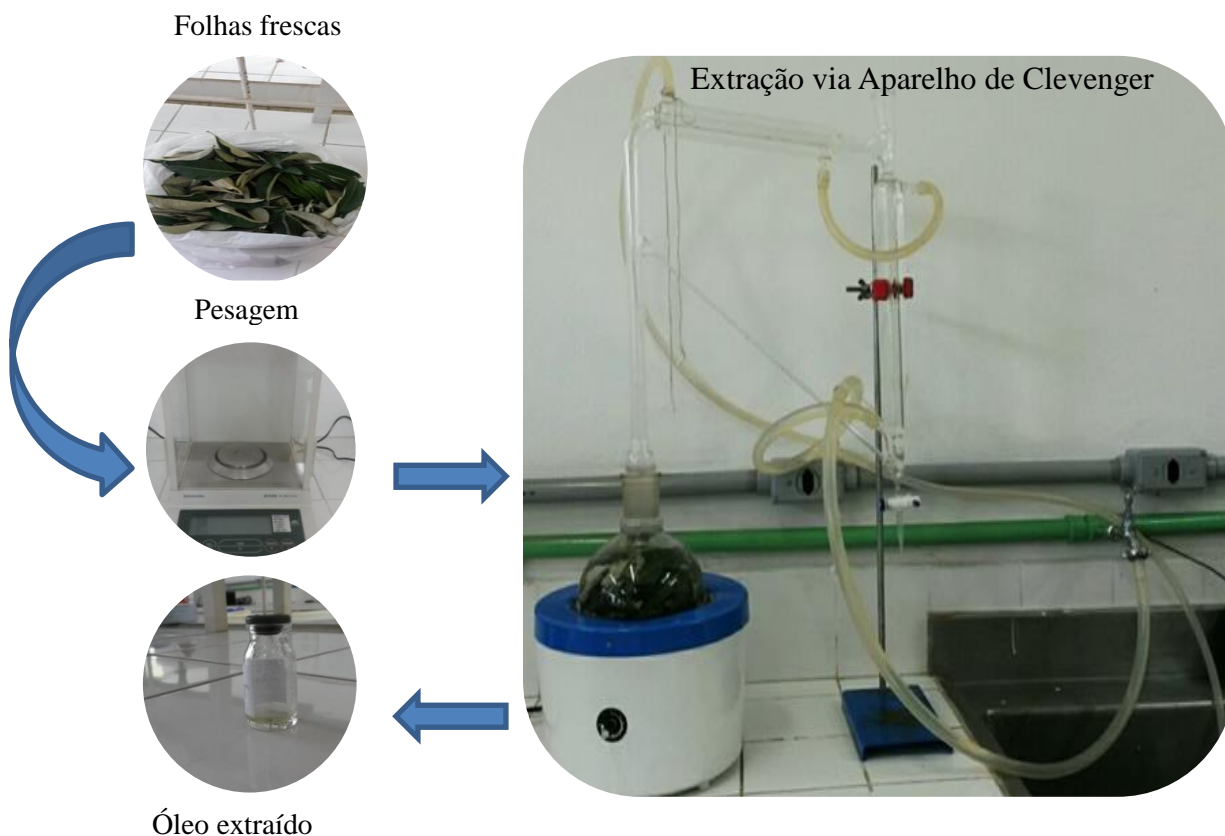 Folhas frescas
Extração via Aparelho de Clevenger
Pesagem
Óleo extraído